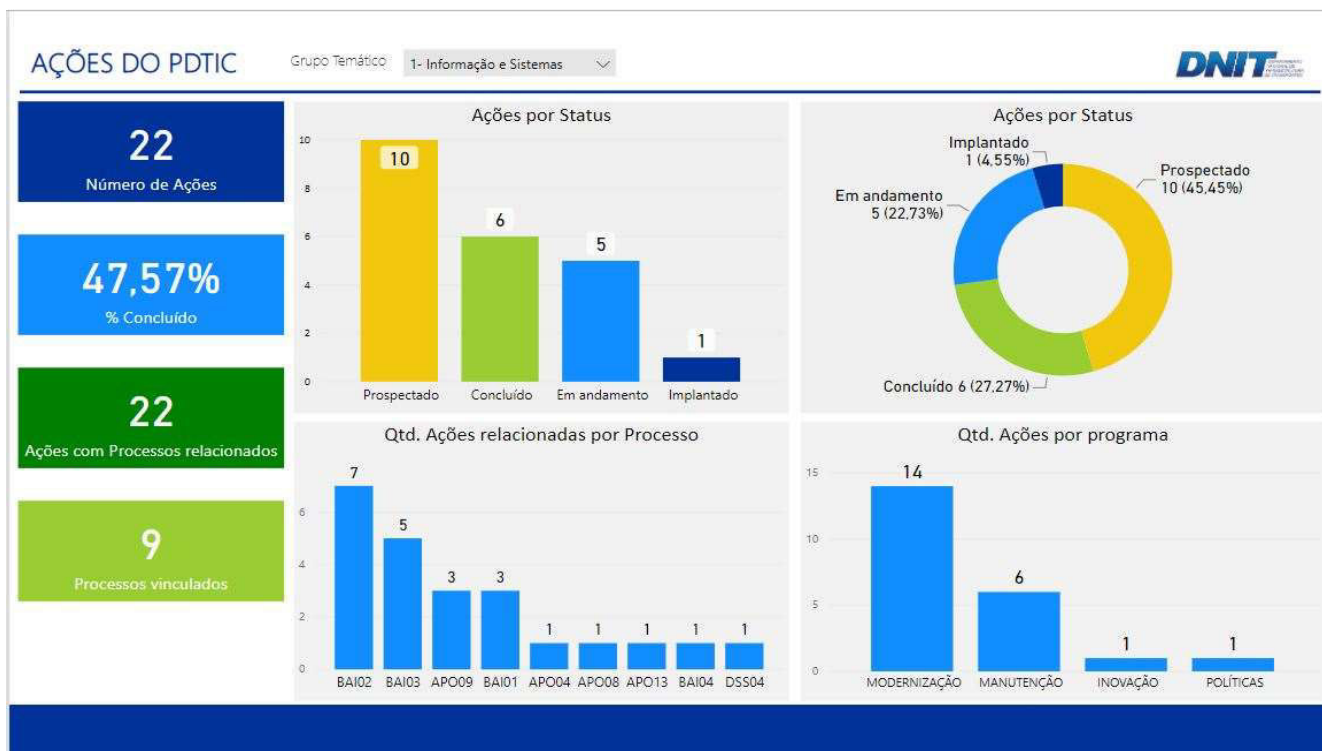 AÇÕES DO PDTIC
Grupo Temático
1- Informação e Sistemas
DNIT
22
Número de Ações
47,57%
% Concluído
22
Ações com Processos relacionados
9
Processos vinculados
Ações por Status
10
8
6
4
2
0
10
6
5
1
Prospectado
Concluído
Em andamento
Implantado
Ações por Status
Implantado
1 (4,55%)
Prospectado
10 (45,45%)
Em andamento
5 (22,73%)
Concluído 6 (27,27%)
Qtd. Ações relacionadas por Processo
6
4
2
0
7
5
3
3
1
1
1
1
1
BAI02
BAI03
APO09
BAI01
APO04
APO08
APO13
BAI04
DSS04
Qtd. Ações por programa
15
10
5
0
14
6
1
1
MODERNIZAÇÃO
MANUTENÇÃO
INOVAÇÃO
POLÍTICAS